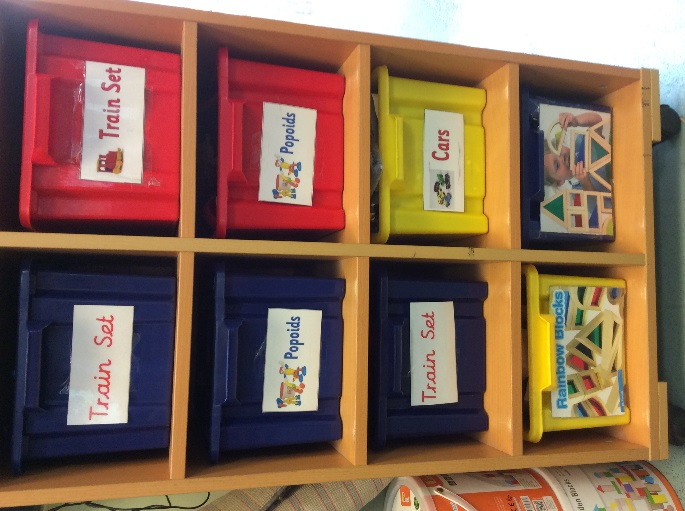 Train Set
Train Set
Popoids
Popoids
Train Set
Cars
Rainbow Blocks